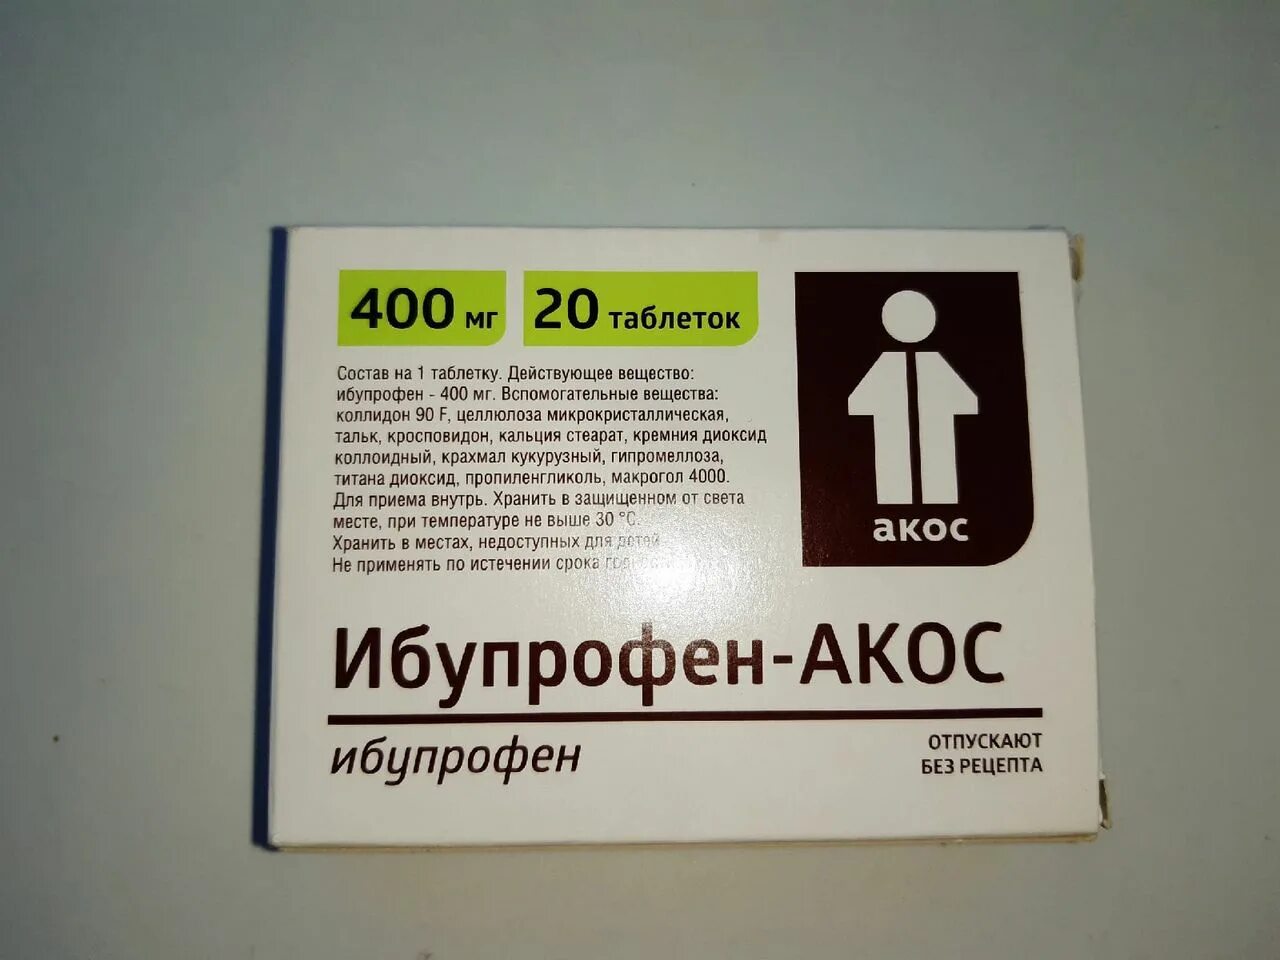 400 мг 20 таблеток
Состав на 1 таблетку. Действующее вещество:
ибупрофен - 400 мг. Вспомогательные вещества:
коллидон 90 F, целлюлоза микрокристаллическая,
тальк, кросповидон, кальция стеарат, кремния диоксид
коллоидный, крахмал кукурузный, гипромеллоза,
титана диоксид, пропиленгликоль, макрогол 4000.
Для приема внутрь. Хранить в защищенном от света
месте, при температуре не выше 30 °С.
Хранить в местах, недоступных для детей
Не применять по истечении срока
акос
Ибупрофен-АКОС
ибупрофен
ОТПУСКАЮТ
БЕЗ РЕЦЕПТА